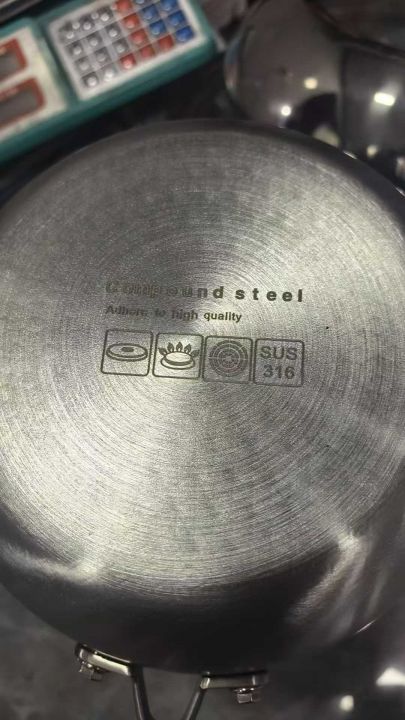 Compound steel
Adhere to high quality
SUS
316